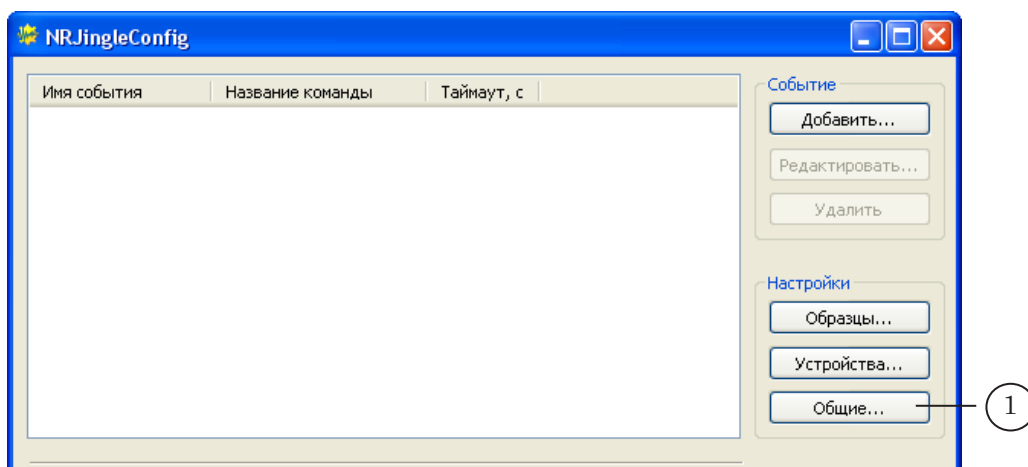 NRJingleConfig
Имя события Название команды Таймаут, с
Событие
Добавить...
Редактировать...
Удалить
Настройки
Образцы...
Устройства...
Общие...
1